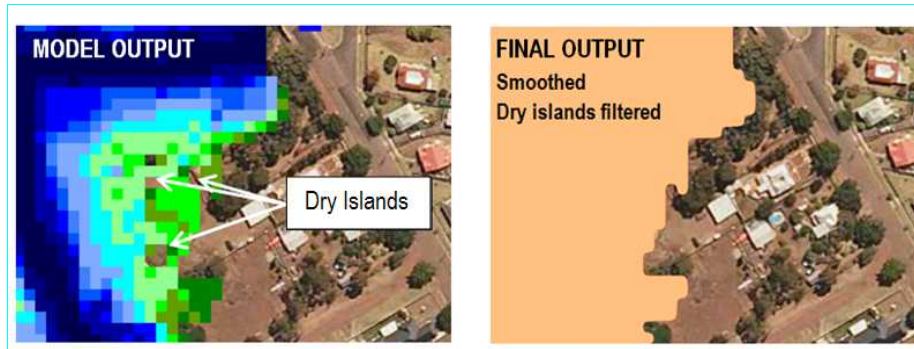 MODEL OUTPUT
Dry Islands
FINAL OUTPUT
Smoothed
Dry islands filtered